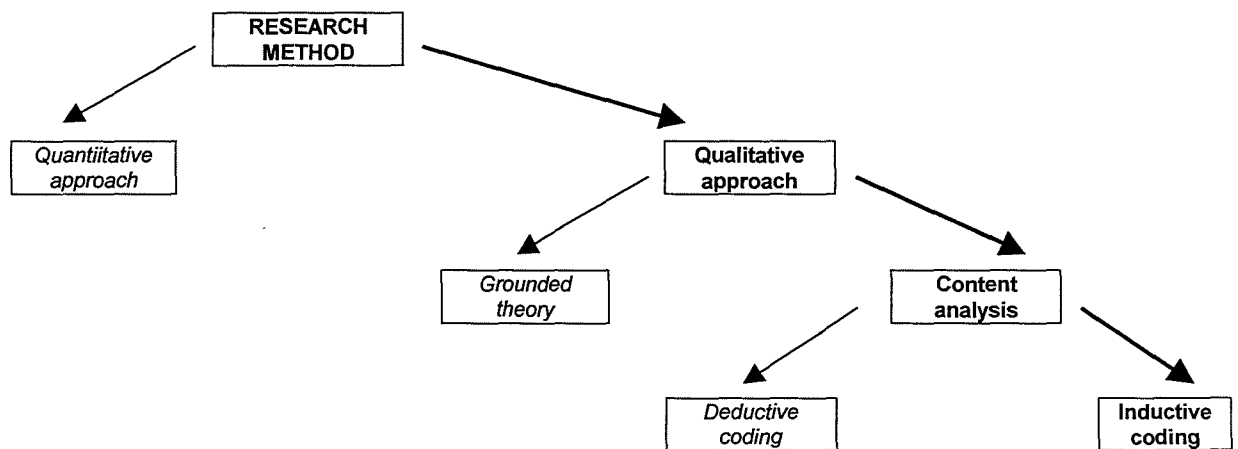 RESEARCH
METHOD
Quantiitative
approach
Qualitative
approach
Grounded
theory
Content
analysis
Deductive
coding
Inductive
coding